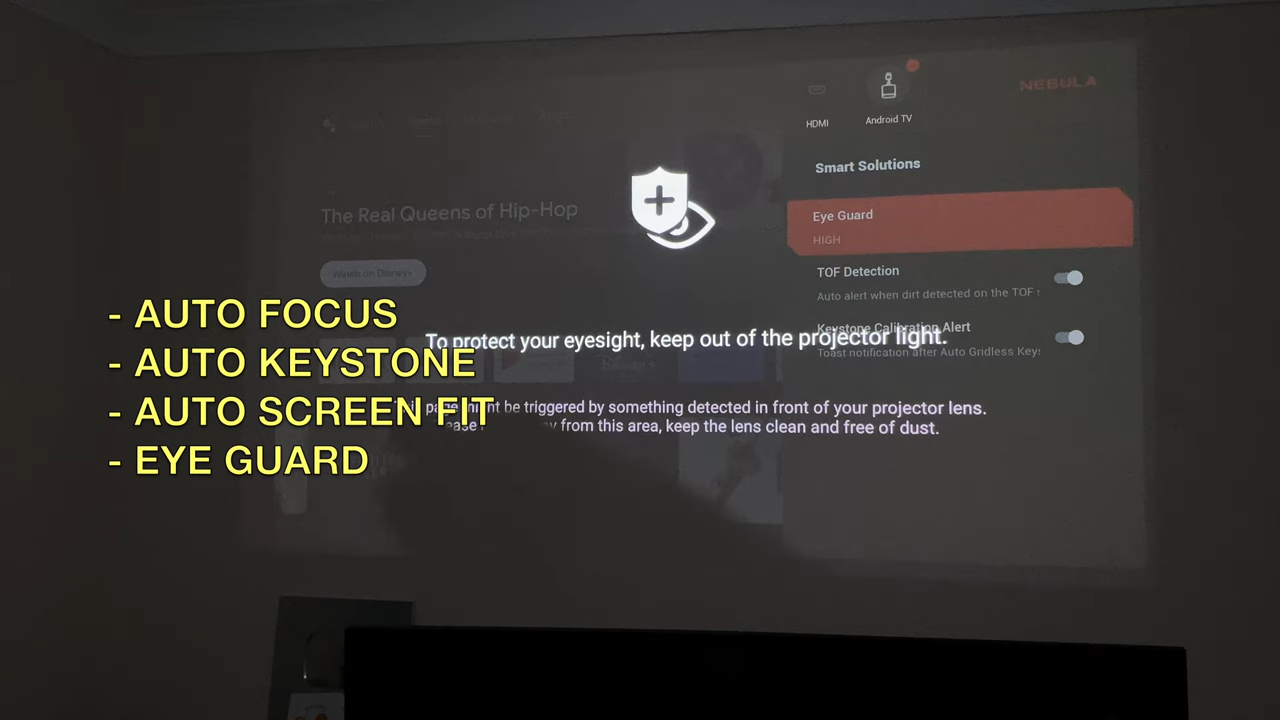 NEBULA
HDMI
Android TV
Smart Solutions
The Real Queens of Hip-Hop
Watch on Disney+
Eye Guard
HIGH
TOF Detection
Auto alert when dirt detected on the TOF
Keystone Calibration Alert
Toast notification after Auto Gridless Key
To protect your eyesight, keep out of the projector light.
be triggered by something detected in front of your projector lens.
from this area, keep the lens clean and free of dust.
- AUTO FOCUS
- AUTO KEYSTONE
- AUTO SCREEN FIT
- EYE GUARD